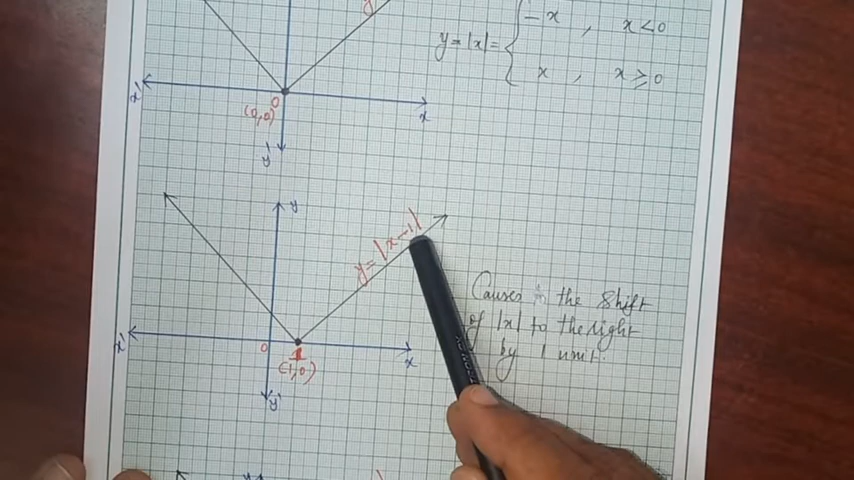 y
y = |x| = { -x , x < 0
x , x ≥ 0
x'
0
(0,0)
x
y'
y
y = |x-1|
Causes the Shift
of |x| to the right
by 1 unit.
x'
0
1
(1,0)
x
y'